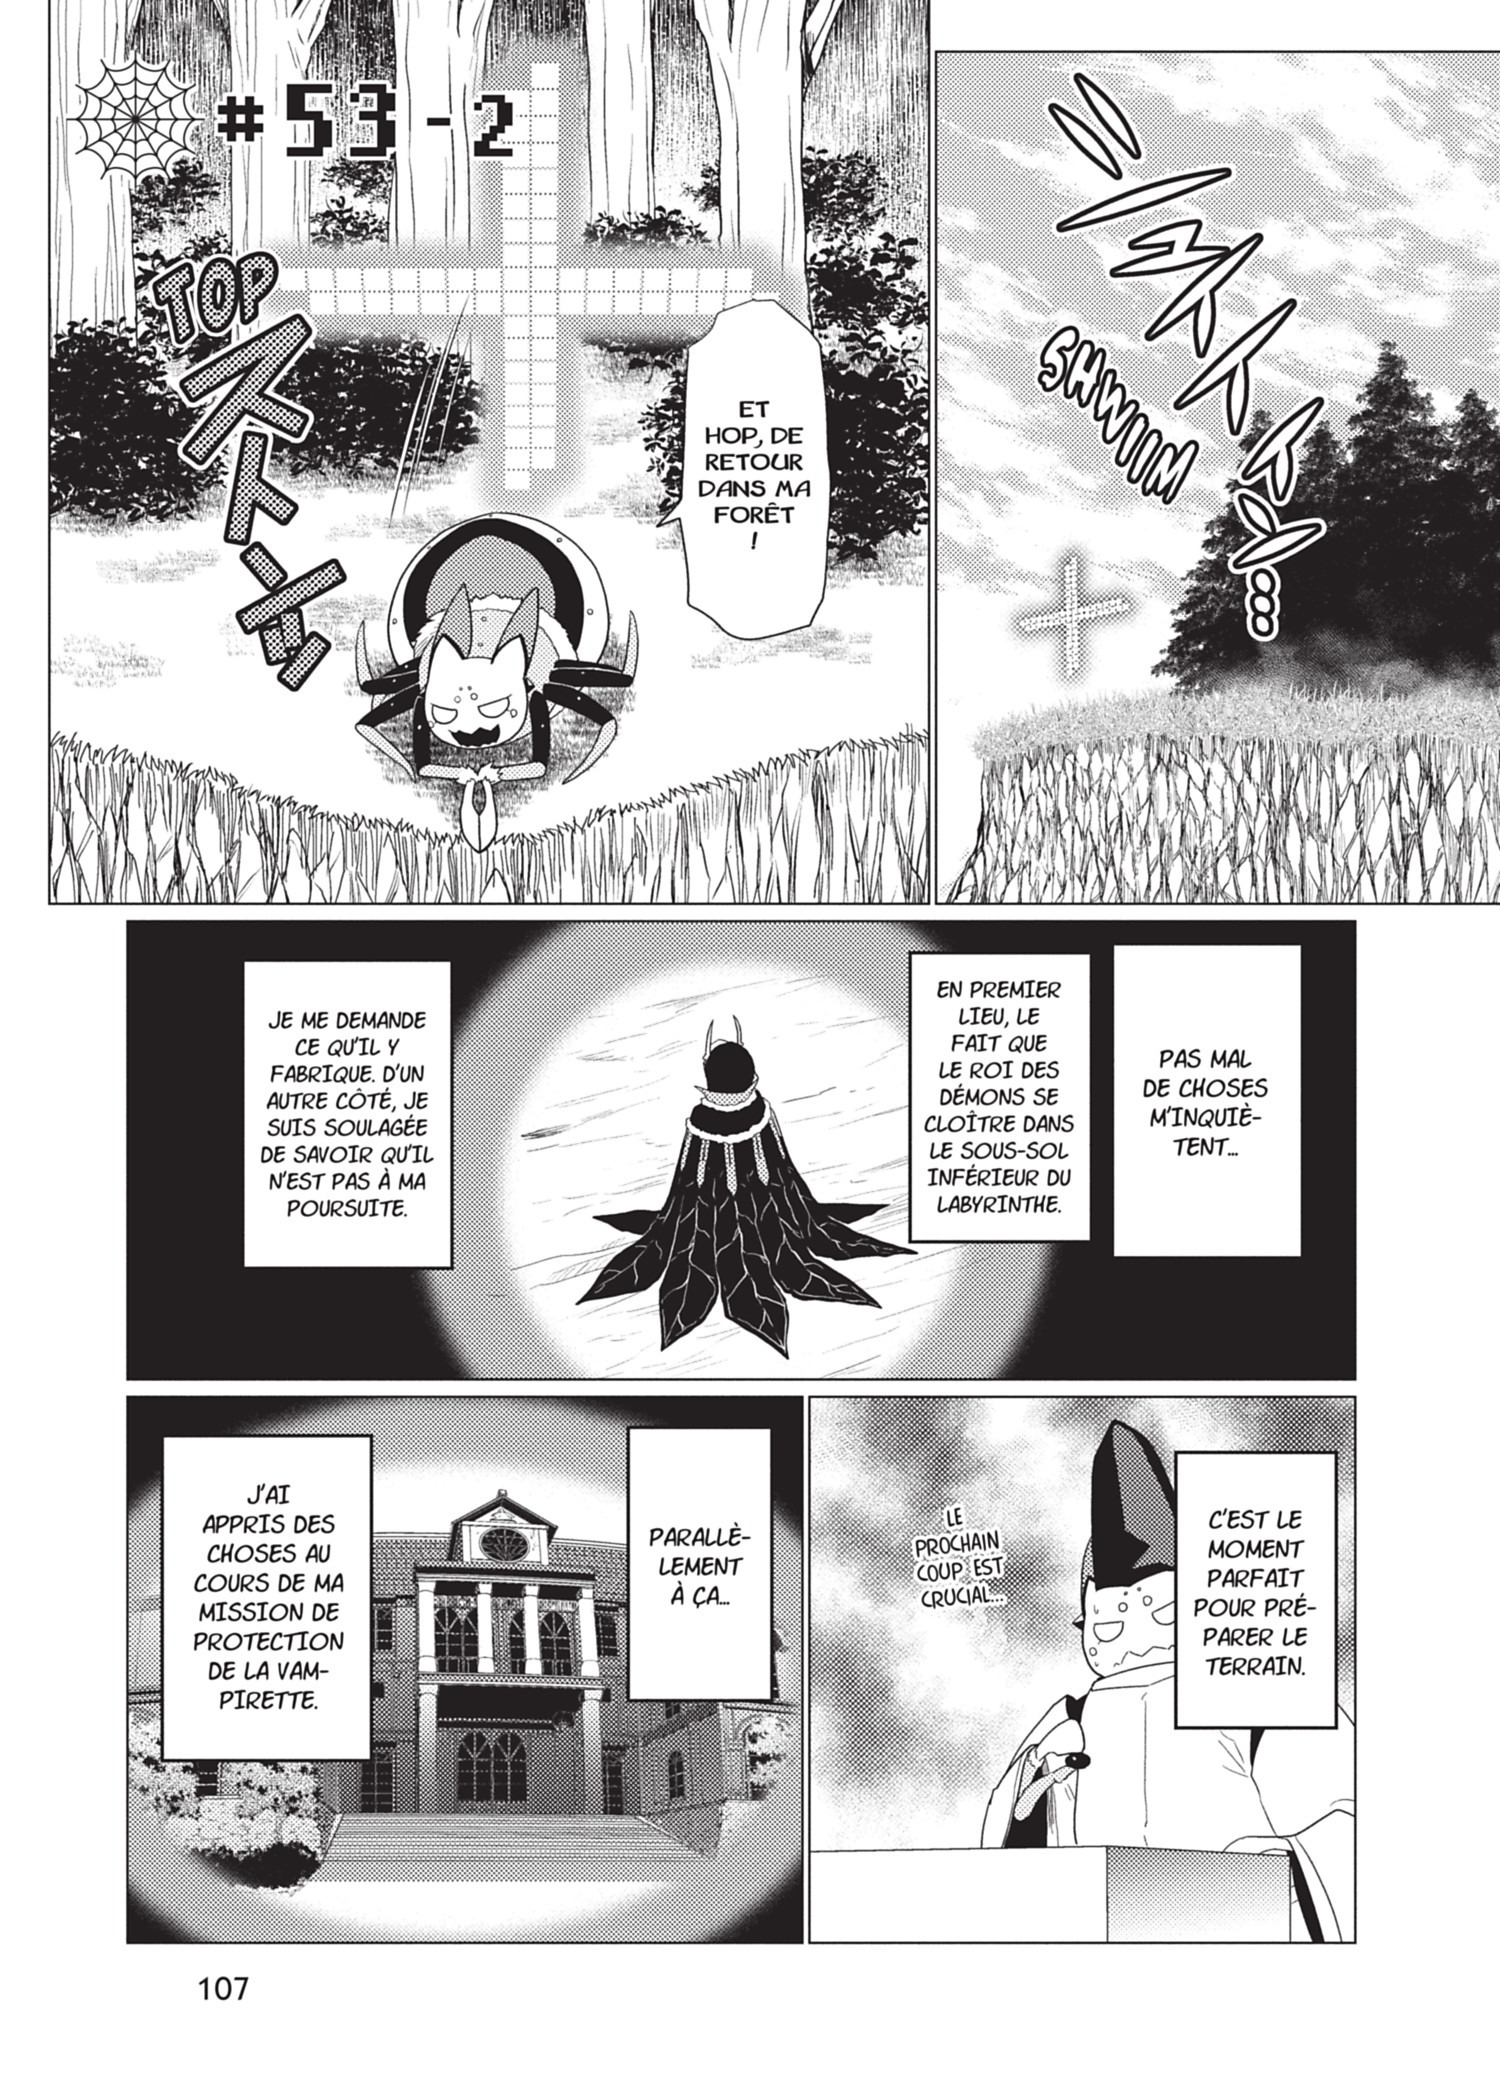 シュイイン…
SHWIIM
# 53 - 2
TOP
ストトッ
ET
HOP, DE
RETOUR
DANS MA
FORÊT
!
PAS MAL
DE CHOSES
M'INQUIÈ-
TENT...
EN PREMIER
LIEU, LE
FAIT QUE
LE ROI DES
DÉMONS SE
CLOÎTRE DANS
LE SOUS-SOL
INFÉRIEUR DU
LABYRINTHE.
JE ME DEMANDE
CE QU'IL Y
FABRIQUE. D'UN
AUTRE CÔTÉ, JE
SUIS SOULAGÉE
DE SAVOIR QU'IL
N'EST PAS À MA
POURSUITE.
C'EST LE
MOMENT
PARFAIT
POUR PRÉ-
PARER LE
TERRAIN.
LE
PROCHAIN
COUP EST
CRUCIAL...
PARALLÈ-
LEMENT
À ÇA...
J'AI
APPRIS DES
CHOSES AU
COURS DE MA
MISSION DE
PROTECTION
DE LA VAM-
PIRETTE.
107